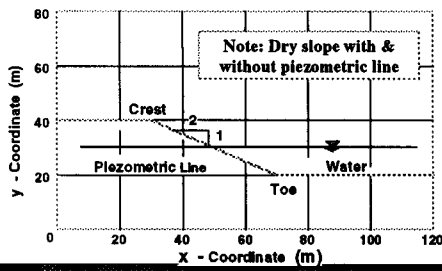 80
Note: Dry slope with &
without piezometric line
60
Crest
2
40
1
Piezometric Line
Water
20
Toe
y - Coordinate (m)
0
20
40
60
80
100
120
X - Coordinate (m)